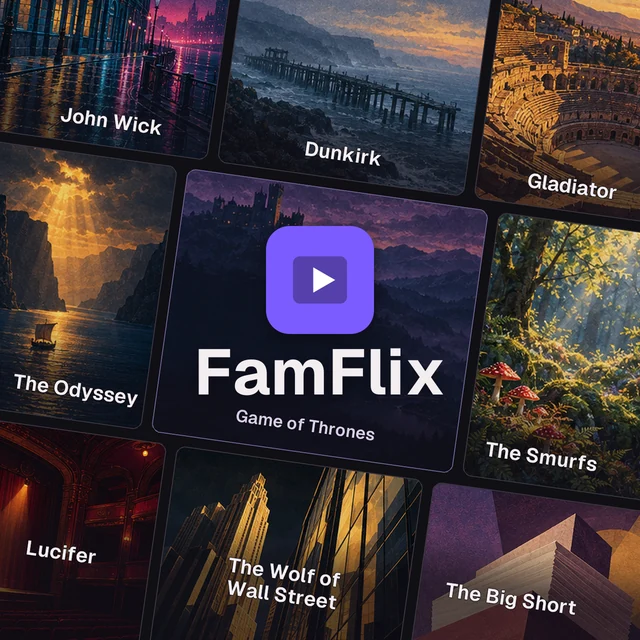 John Wick
Dunkirk
Gladiator
The Odyssey
FamFlix
Game of Thrones
The Smurfs
Lucifer
The Wolf of
Wall Street
The Big Short